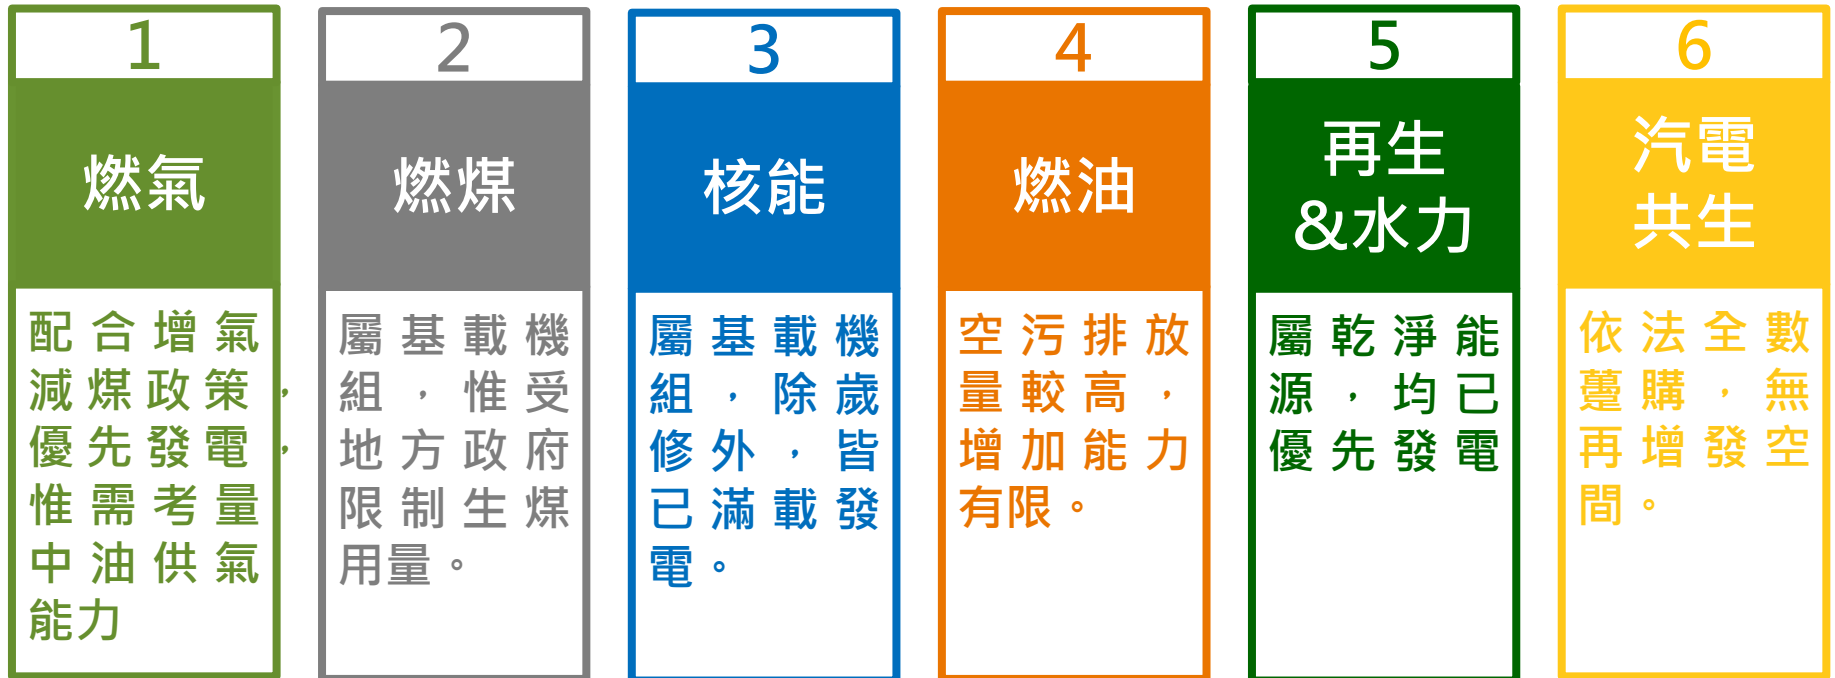 1
燃氣
配合增氣
減煤政策，
優先發電，
惟需考量
中油供氣
能力
2
燃煤
屬基載機
組，惟受
地方政府
限制生煤
用量。
3
核能
屬基載機
組，除歲
修外，皆
已滿載發
電。
4
燃油
空污排放
量較高，
增加能力
有限。
5
再生
&水力
屬乾淨能
源，均已
優先發電
6
汽電
共生
依法全數
躉購，無
再增發空
間。